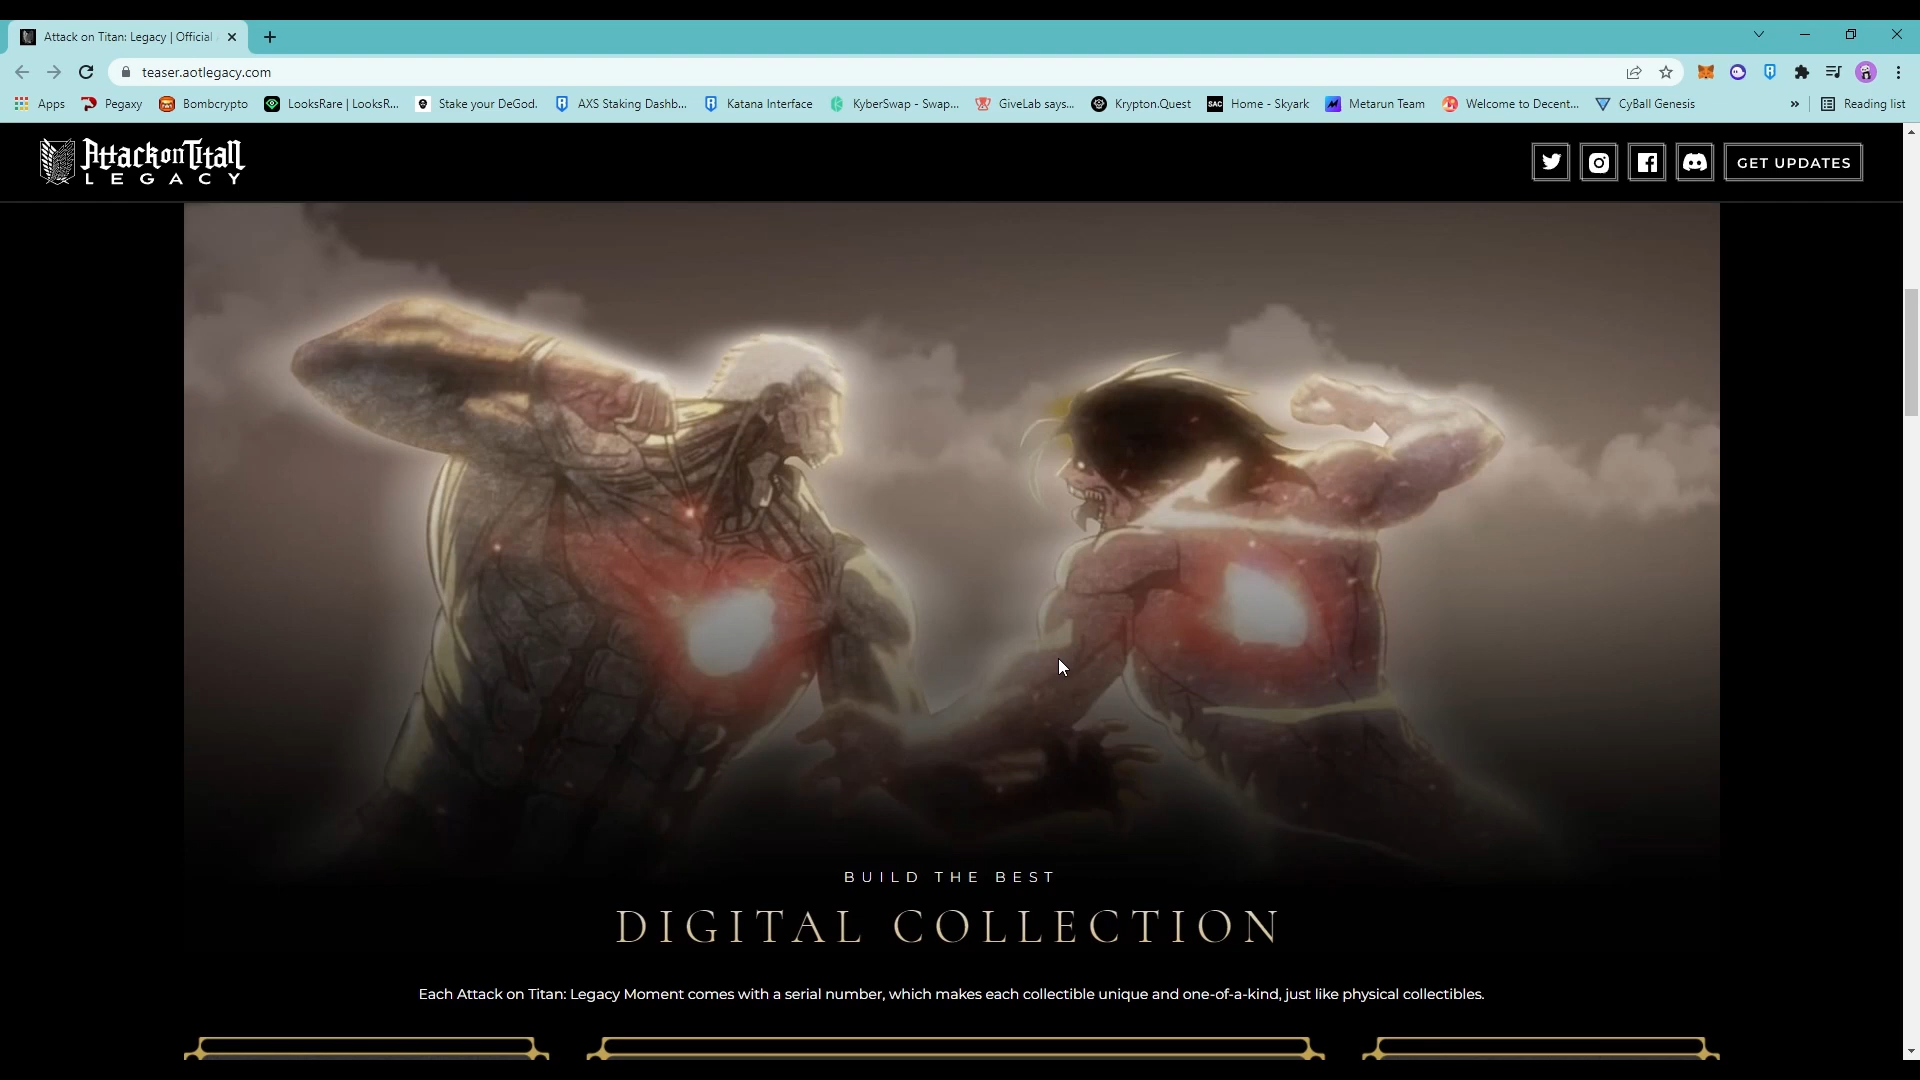 Attack on Titan: Legacy | Official
teaser.aotlegacy.com
Apps
Pegaxy
Bombcrypto
LooksRare | LooksR...
Stake your DeGod.
AXS Staking Dashb...
Katana Interface
KyberSwap - Swap...
GiveLab says...
Krypton.Quest
SAC
Home - Skyark
Metarun Team
Welcome to Decent...
CyBall Genesis
»
Reading list
Attack on Titan
LEGACY
GET UPDATES
BUILD THE BEST
DIGITAL COLLECTION
Each Attack on Titan: Legacy Moment comes with a serial number, which makes each collectible unique and one-of-a-kind, just like physical collectibles.